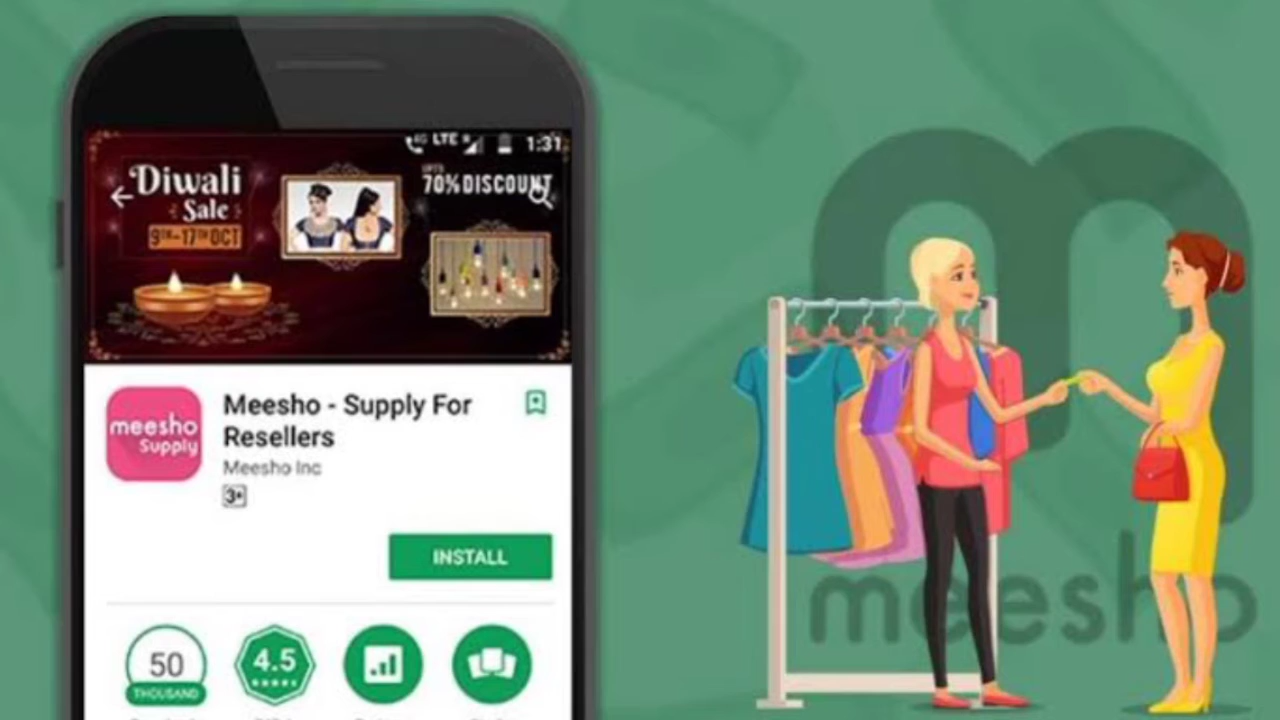 4G LTE 1:31
Diwali
Sale
9TH-17TH OCT
UPTO
70% DISCOUNT
meesho
Supply
Meesho - Supply For
Resellers
Meesho Inc
3+
INSTALL
50
THOUSAND
4.5
meesho